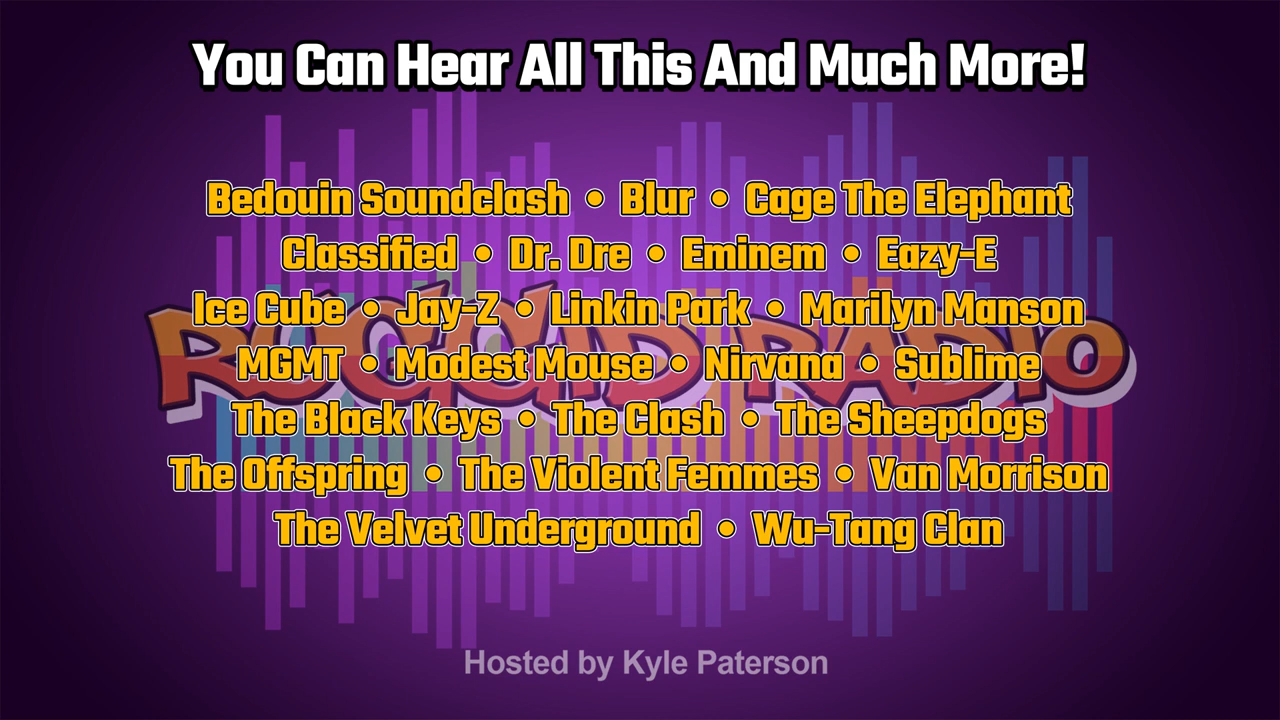 You Can Hear All This And Much More!
Bedouin Soundclash • Blur • Cage The Elephant
Classified • Dr. Dre • Eminem • Eazy-E
Ice Cube • Jay-Z • Linkin Park • Marilyn Manson
RUGGID RADIO
MGMT • Modest Mouse • Nirvana • Sublime
The Black Keys • The Clash • The Sheepdogs
The Offspring • The Violent Femmes • Van Morrison
The Velvet Underground • Wu-Tang Clan
Hosted by Kyle Paterson